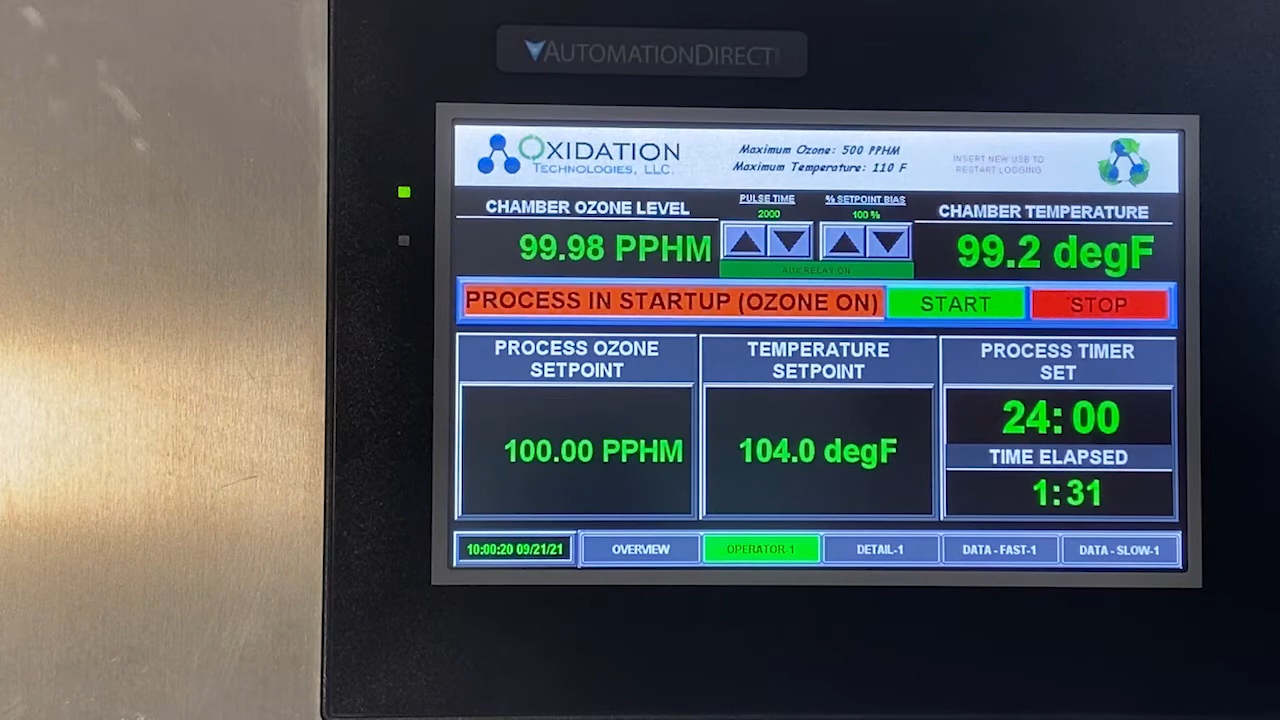 AUTOMATIONDIRECT
OXIDATION
TECHNOLOGIES, LLC.
Maximum Ozone: 500 PPHM
Maximum Temperature: 110 F
INSERT NEW USB TO
RESTART LOGGING
CHAMBER OZONE LEVEL
99.98 PPHM
PULSE TIME
2000
% SETPOINT BIAS
100 %
AUX RELAY ON
CHAMBER TEMPERATURE
99.2 degF
PROCESS IN STARTUP (OZONE ON)
START
STOP
PROCESS OZONE
SETPOINT
100.00 PPHM
TEMPERATURE
SETPOINT
104.0 degF
PROCESS TIMER
SET
24:00
TIME ELAPSED
1:31
10:00:20 09/21/21
OVERVIEW
OPERATOR-1
DETAIL-1
DATA - FAST-1
DATA - SLOW-1